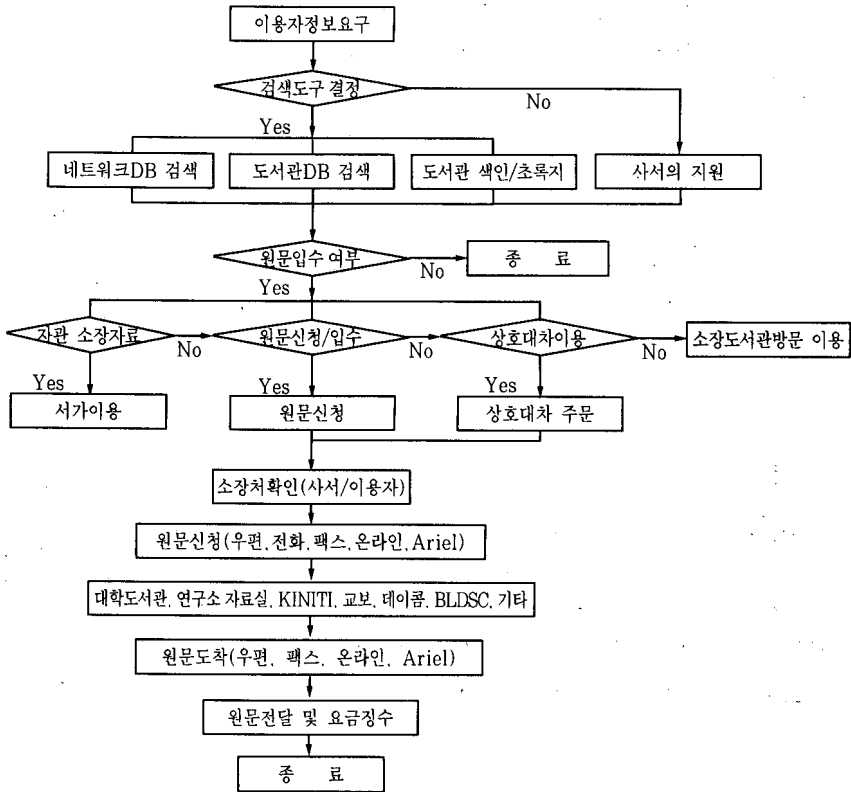 이용자정보요구
검색도구 결정
No
Yes
네트워크DB 검색
도서관DB 검색
도서관 색인/초록지
사서의 지원
원문입수 여부
No
종 료
Yes
자관 소장자료
No
원문신청/입수
No
상호대차이용
No
소장도서관방문 이용
Yes
Yes
Yes
서가이용
원문신청
상호대차 주문
소장처확인(사서/이용자)
원문신청(우편, 전화, 팩스, 온라인, Ariel)
대학도서관, 연구소 자료실, KINITI, 교보, 데이콤, BLDSC, 기타
원문도착(우편, 팩스, 온라인, Ariel)
원문전달 및 요금징수
종 료